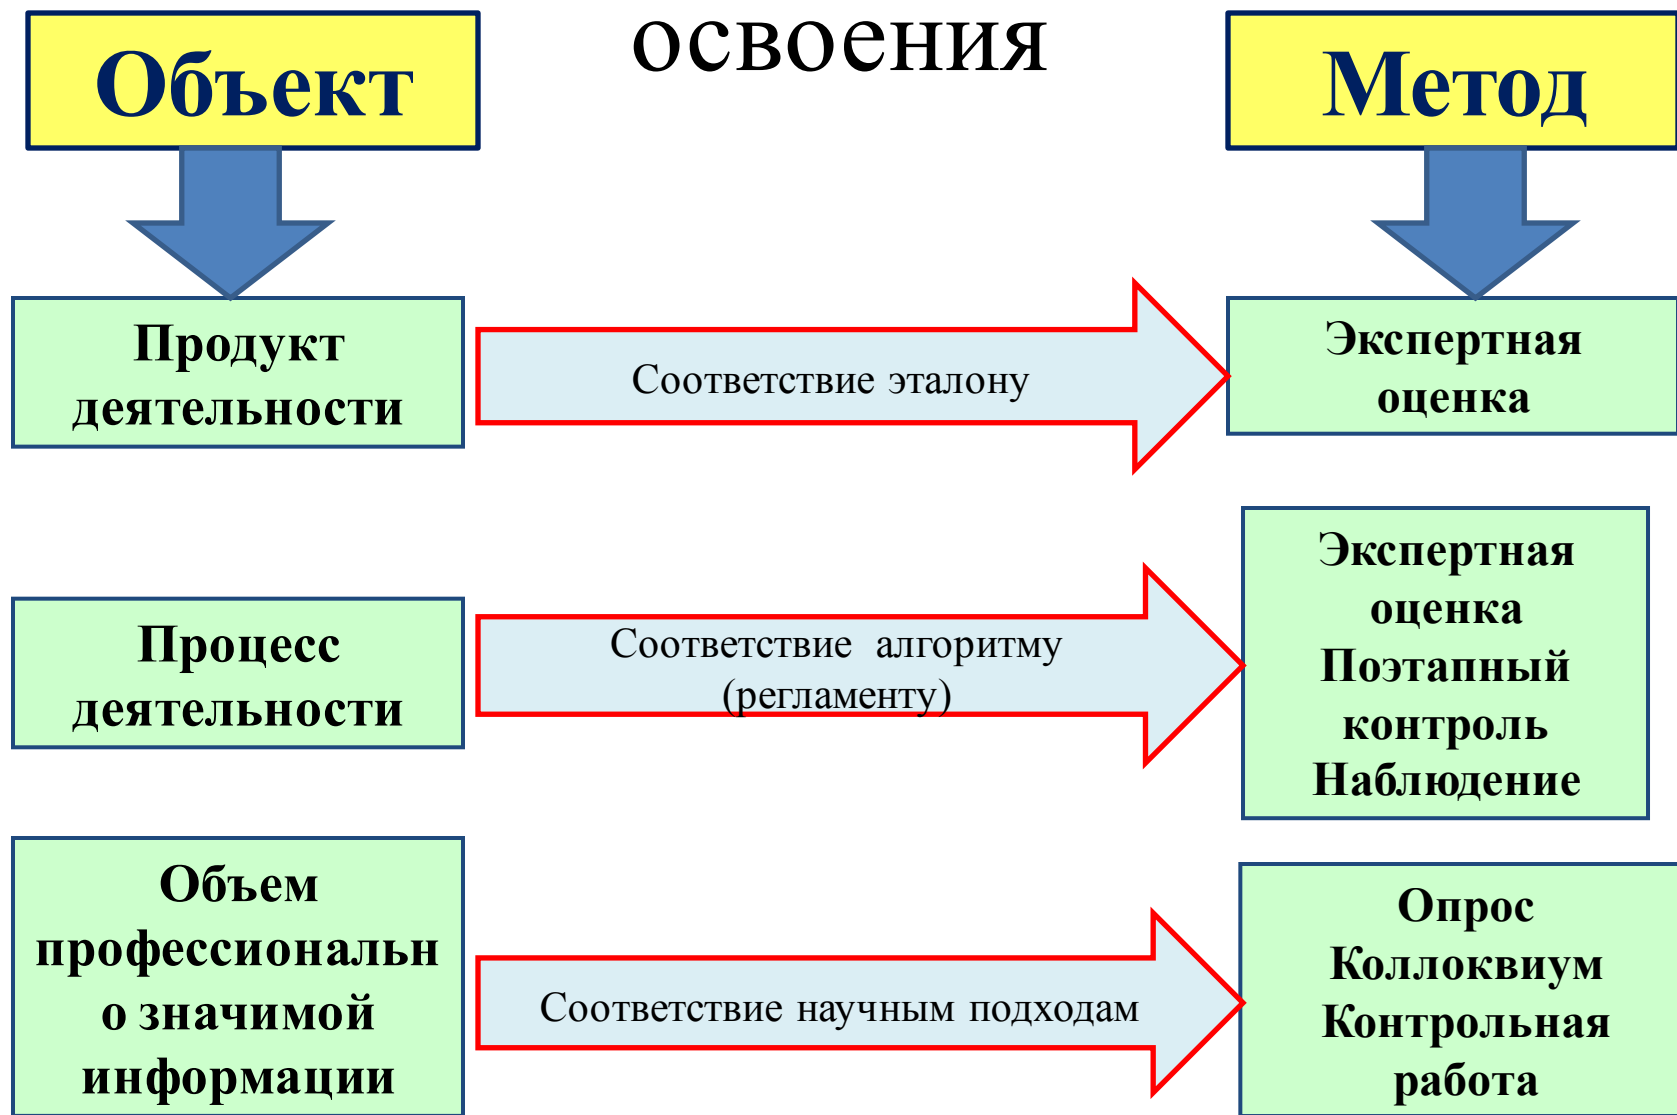 освоения
Объект
Метод
Продукт
деятельности
Соответствие эталону
Экспертная
оценка
Процесс
деятельности
Соответствие алгоритму
(регламенту)
Экспертная
оценка
Поэтапный
контроль
Наблюдение
Объем
профессиональн
о значимой
информации
Соответствие научным подходам
Опрос
Коллоквиум
Контрольная
работа